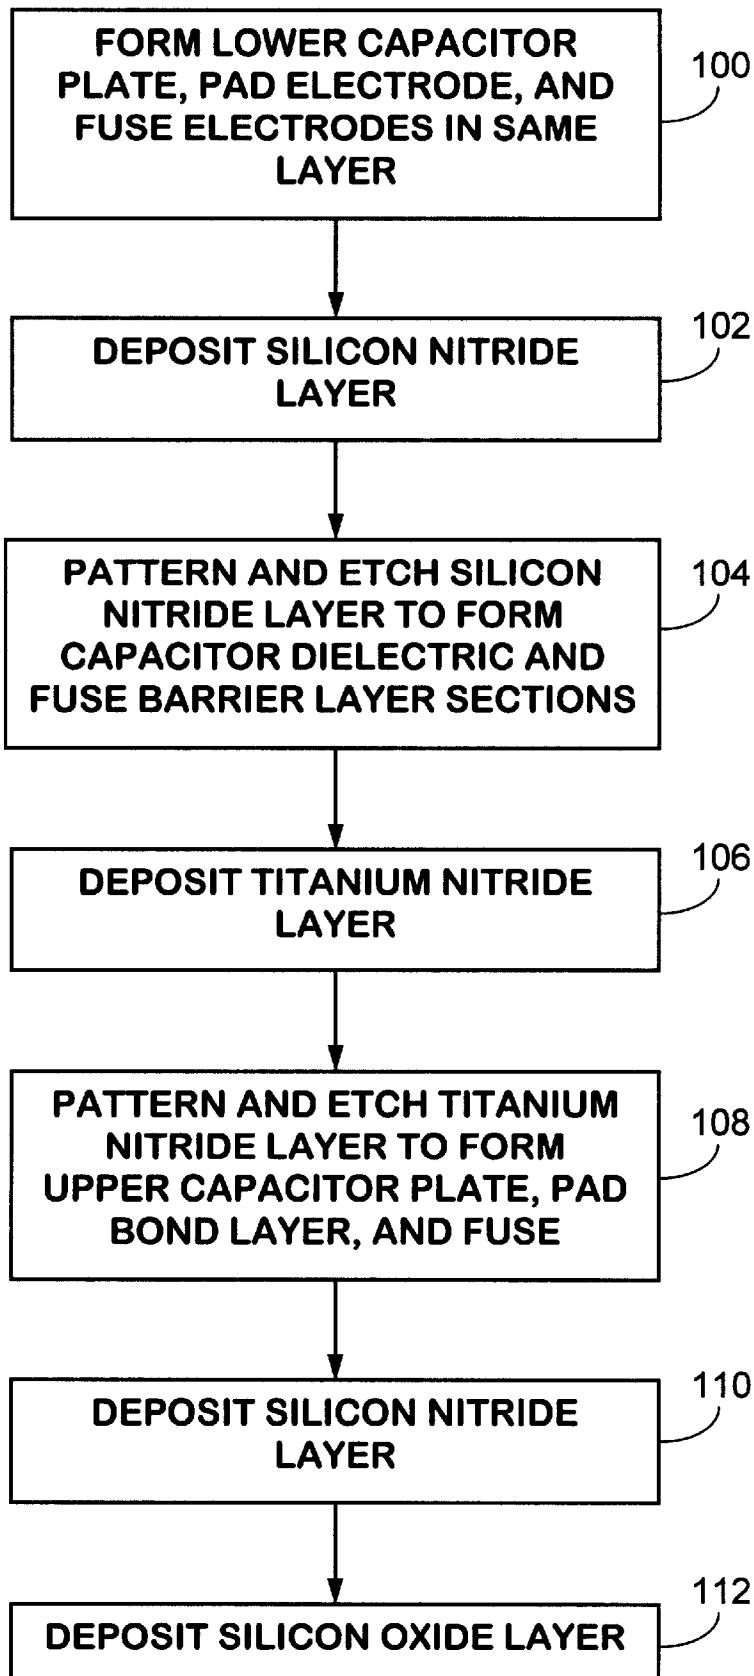 FORM LOWER CAPACITOR
PLATE, PAD ELECTRODE, AND
FUSE ELECTRODES IN SAME
LAYER
100
DEPOSIT SILICON NITRIDE
LAYER
102
PATTERN AND ETCH SILICON
NITRIDE LAYER TO FORM
CAPACITOR DIELECTRIC AND
FUSE BARRIER LAYER SECTIONS
104
DEPOSIT TITANIUM NITRIDE
LAYER
106
PATTERN AND ETCH TITANIUM
NITRIDE LAYER TO FORM
UPPER CAPACITOR PLATE, PAD
BOND LAYER, AND FUSE
108
DEPOSIT SILICON NITRIDE
LAYER
110
DEPOSIT SILICON OXIDE LAYER
112